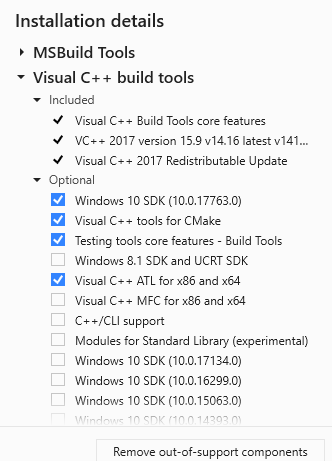 Installation details
MSBuild Tools
Visual C++ build tools
Included
Visual C++ Build Tools core features
VC++ 2017 version 15.9 v14.16 latest v141...
Visual C++ 2017 Redistributable Update
Optional
Windows 10 SDK (10.0.17763.0)
Visual C++ tools for CMake
Testing tools core features - Build Tools
Windows 8.1 SDK and UCRT SDK
Visual C++ ATL for x86 and x64
Visual C++ MFC for x86 and x64
C++/CLI support
Modules for Standard Library (experimental)
Windows 10 SDK (10.0.17134.0)
Windows 10 SDK (10.0.16299.0)
Windows 10 SDK (10.0.15063.0)
Windows 10 SDK (10.0.14393.0)
Remove out-of-support components